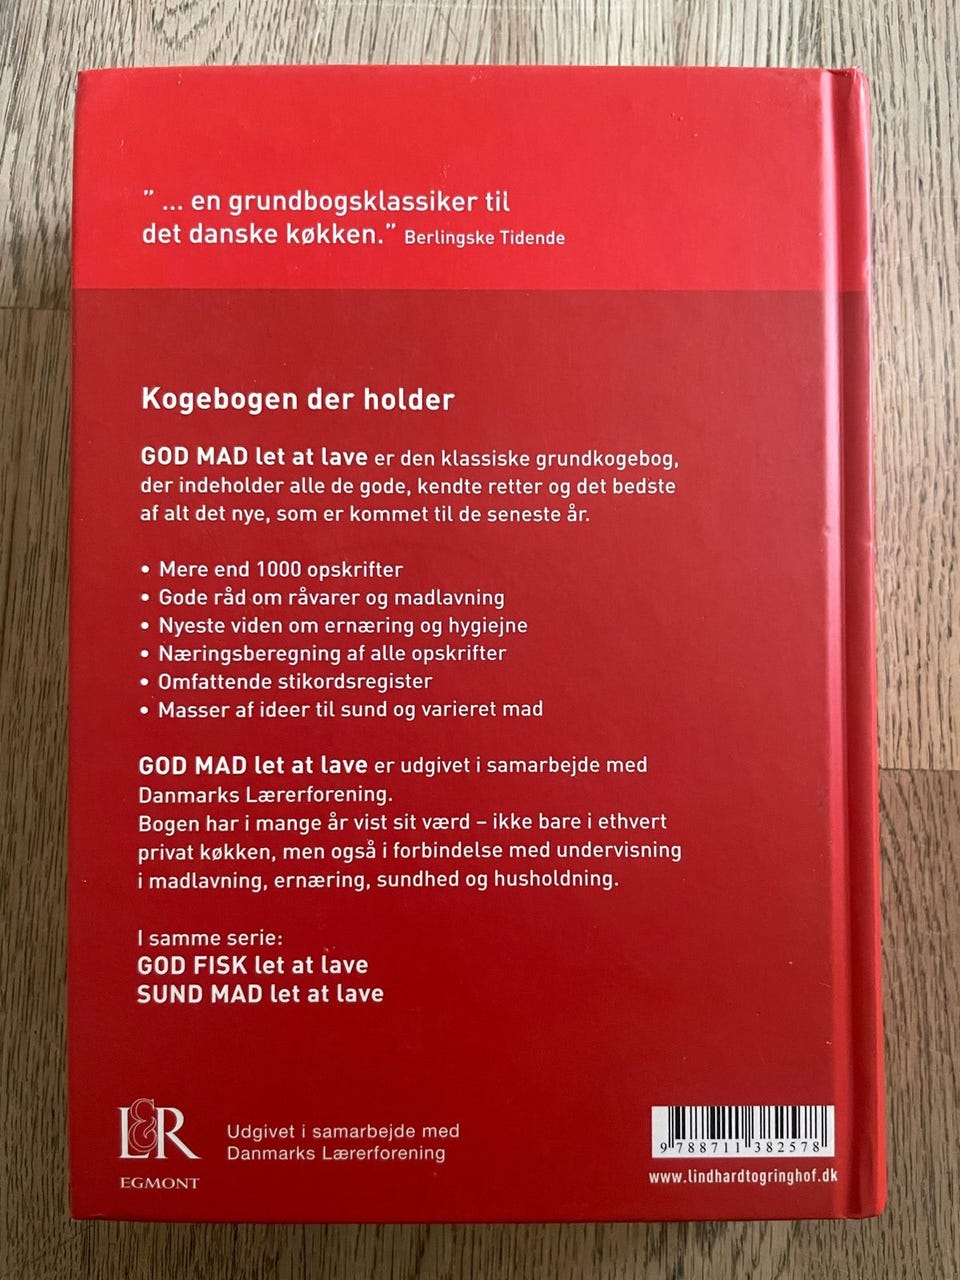 ” ... en grundbogsklassiker til
det danske køkken.” Berlingske Tidende
Kogebogen der holder
GOD MAD let at lave er den klassiske grundkogebog,
der indeholder alle de gode, kendte retter og det bedste
af alt det nye, som er kommet til de seneste år.
• Mere end 1000 opskrifter
• Gode råd om råvarer og madlavning
• Nyeste viden om ernæring og hygiejne
• Næringsberegning af alle opskrifter
• Omfattende stikordsregister
• Masser af ideer til sund og varieret mad
GOD MAD let at lave er udgivet i samarbejde med
Danmarks Lærerforening.
Bogen har i mange år vist sit værd – ikke bare i ethvert
privat køkken, men også i forbindelse med undervisning
i madlavning, ernæring, sundhed og husholdning.
I samme serie:
GOD FISK let at lave
SUND MAD let at lave
L&R
EGMONT
Udgivet i samarbejde med
Danmarks Lærerforening
9 788711 382578
www.lindhardtogringhof.dk